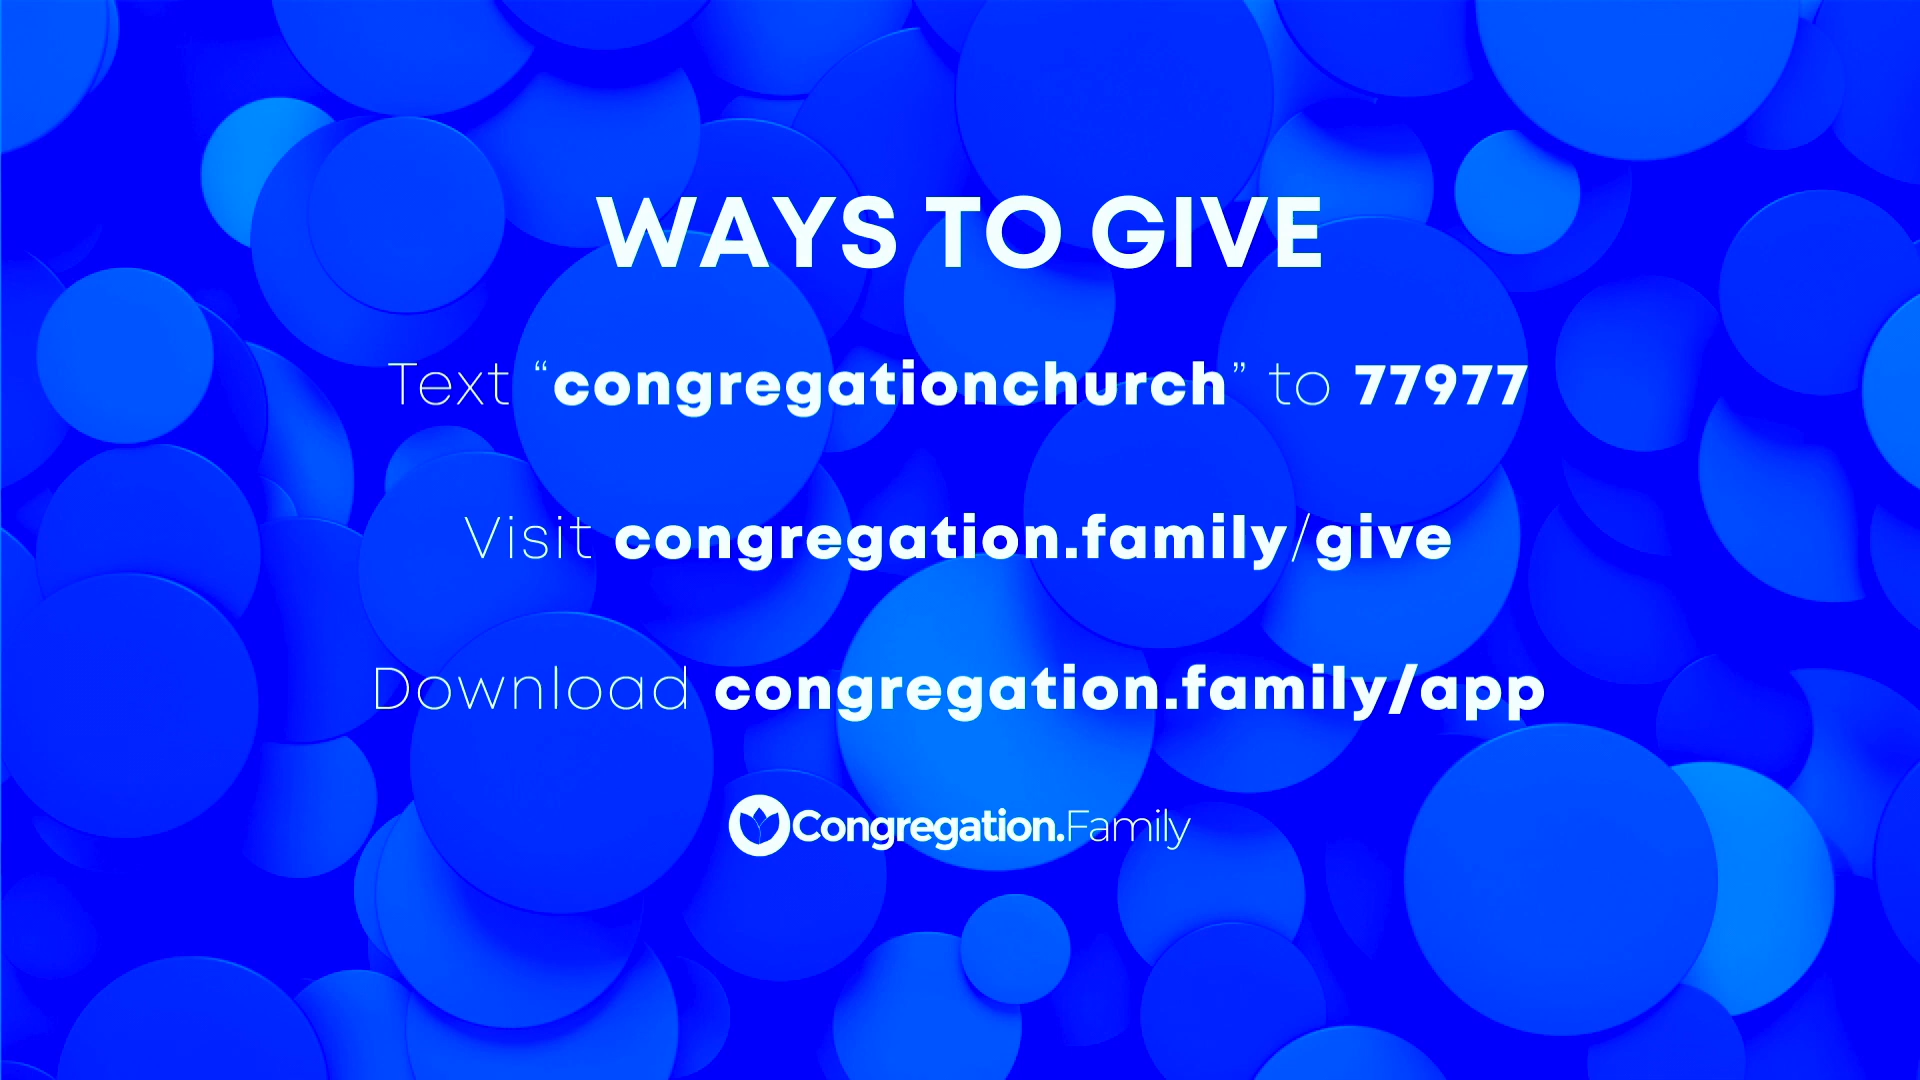 WAYS TO GIVE
Text “congregationchurch” to 77977
Visit congregation.family/give
Download congregation.family/app
Congregation.Family